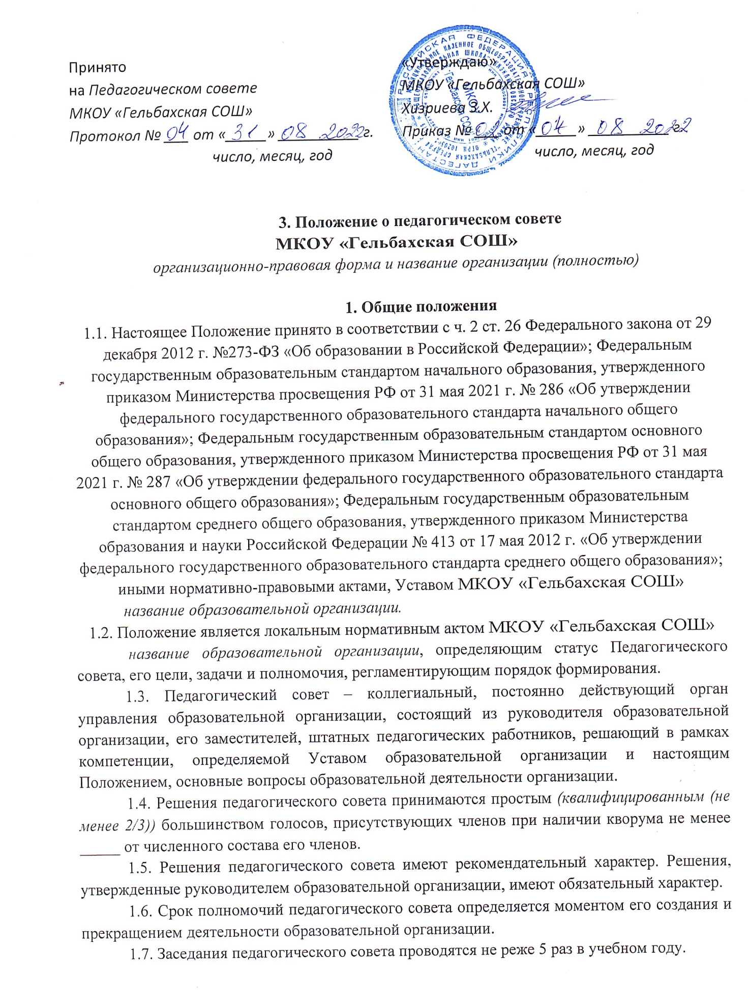 Принято
на Педагогическом совете
МКОУ «Гельбахская СОШ»
Протокол № 04 от «31» 08 2022г.
число, месяц, год
«Утверждаю»
МКОУ «Гельбахская СОШ»
Хизриева З.Х.
Приказ № от «04» 08 2022 г.
число, месяц, год
РОССИЙСКАЯ ФЕДЕРАЦИЯ РЕСПУБЛИКИ ДАГЕСТАН
МКОУ
"Гельбахская СОШ"
3. Положение о педагогическом совете
МКОУ «Гельбахская СОШ»
организационно-правовая форма и название организации (полностью)
1. Общие положения
1.1. Настоящее Положение принято в соответствии с ч. 2 ст. 26 Федерального закона от 29
декабря 2012 г. №273-ФЗ «Об образовании в Российской Федерации»; Федеральным
государственным образовательным стандартом начального образования, утвержденного
приказом Министерства просвещения РФ от 31 мая 2021 г. № 286 «Об утверждении
федерального государственного образовательного стандарта начального общего
образования»; Федеральным государственным образовательным стандартом основного
общего образования, утвержденного приказом Министерства просвещения РФ от 31 мая
2021 г. № 287 «Об утверждении федерального государственного образовательного стандарта
основного общего образования»; Федеральным государственным образовательным
стандартом среднего общего образования, утвержденного приказом Министерства
образования и науки Российской Федерации № 413 от 17 мая 2012 г. «Об утверждении
федерального государственного образовательного стандарта среднего общего образования»;
иными нормативно-правовыми актами, Уставом МКОУ «Гельбахская СОШ»
название образовательной организации.
1.2. Положение является локальным нормативным актом МКОУ «Гельбахская СОШ»
название образовательной организации, определяющим статус Педагогического
совета, его цели, задачи и полномочия, регламентирующим порядок формирования.
1.3. Педагогический совет – коллегиальный, постоянно действующий орган
управления образовательной организации, состоящий из руководителя образовательной
организации, его заместителей, штатных педагогических работников, решающий в рамках
компетенции, определяемой Уставом образовательной организации и настоящим
Положением, основные вопросы образовательной деятельности организации.
1.4. Решения педагогического совета принимаются простым (квалифицированным (не
менее 2/3)) большинством голосов, присутствующих членов при наличии кворума не менее
_____ от численного состава его членов.
1.5. Решения педагогического совета имеют рекомендательный характер. Решения,
утвержденные руководителем образовательной организации, имеют обязательный характер.
1.6. Срок полномочий педагогического совета определяется моментом его создания и
прекращением деятельности образовательной организации.
1.7. Заседания педагогического совета проводятся не реже 5 раз в учебном году.